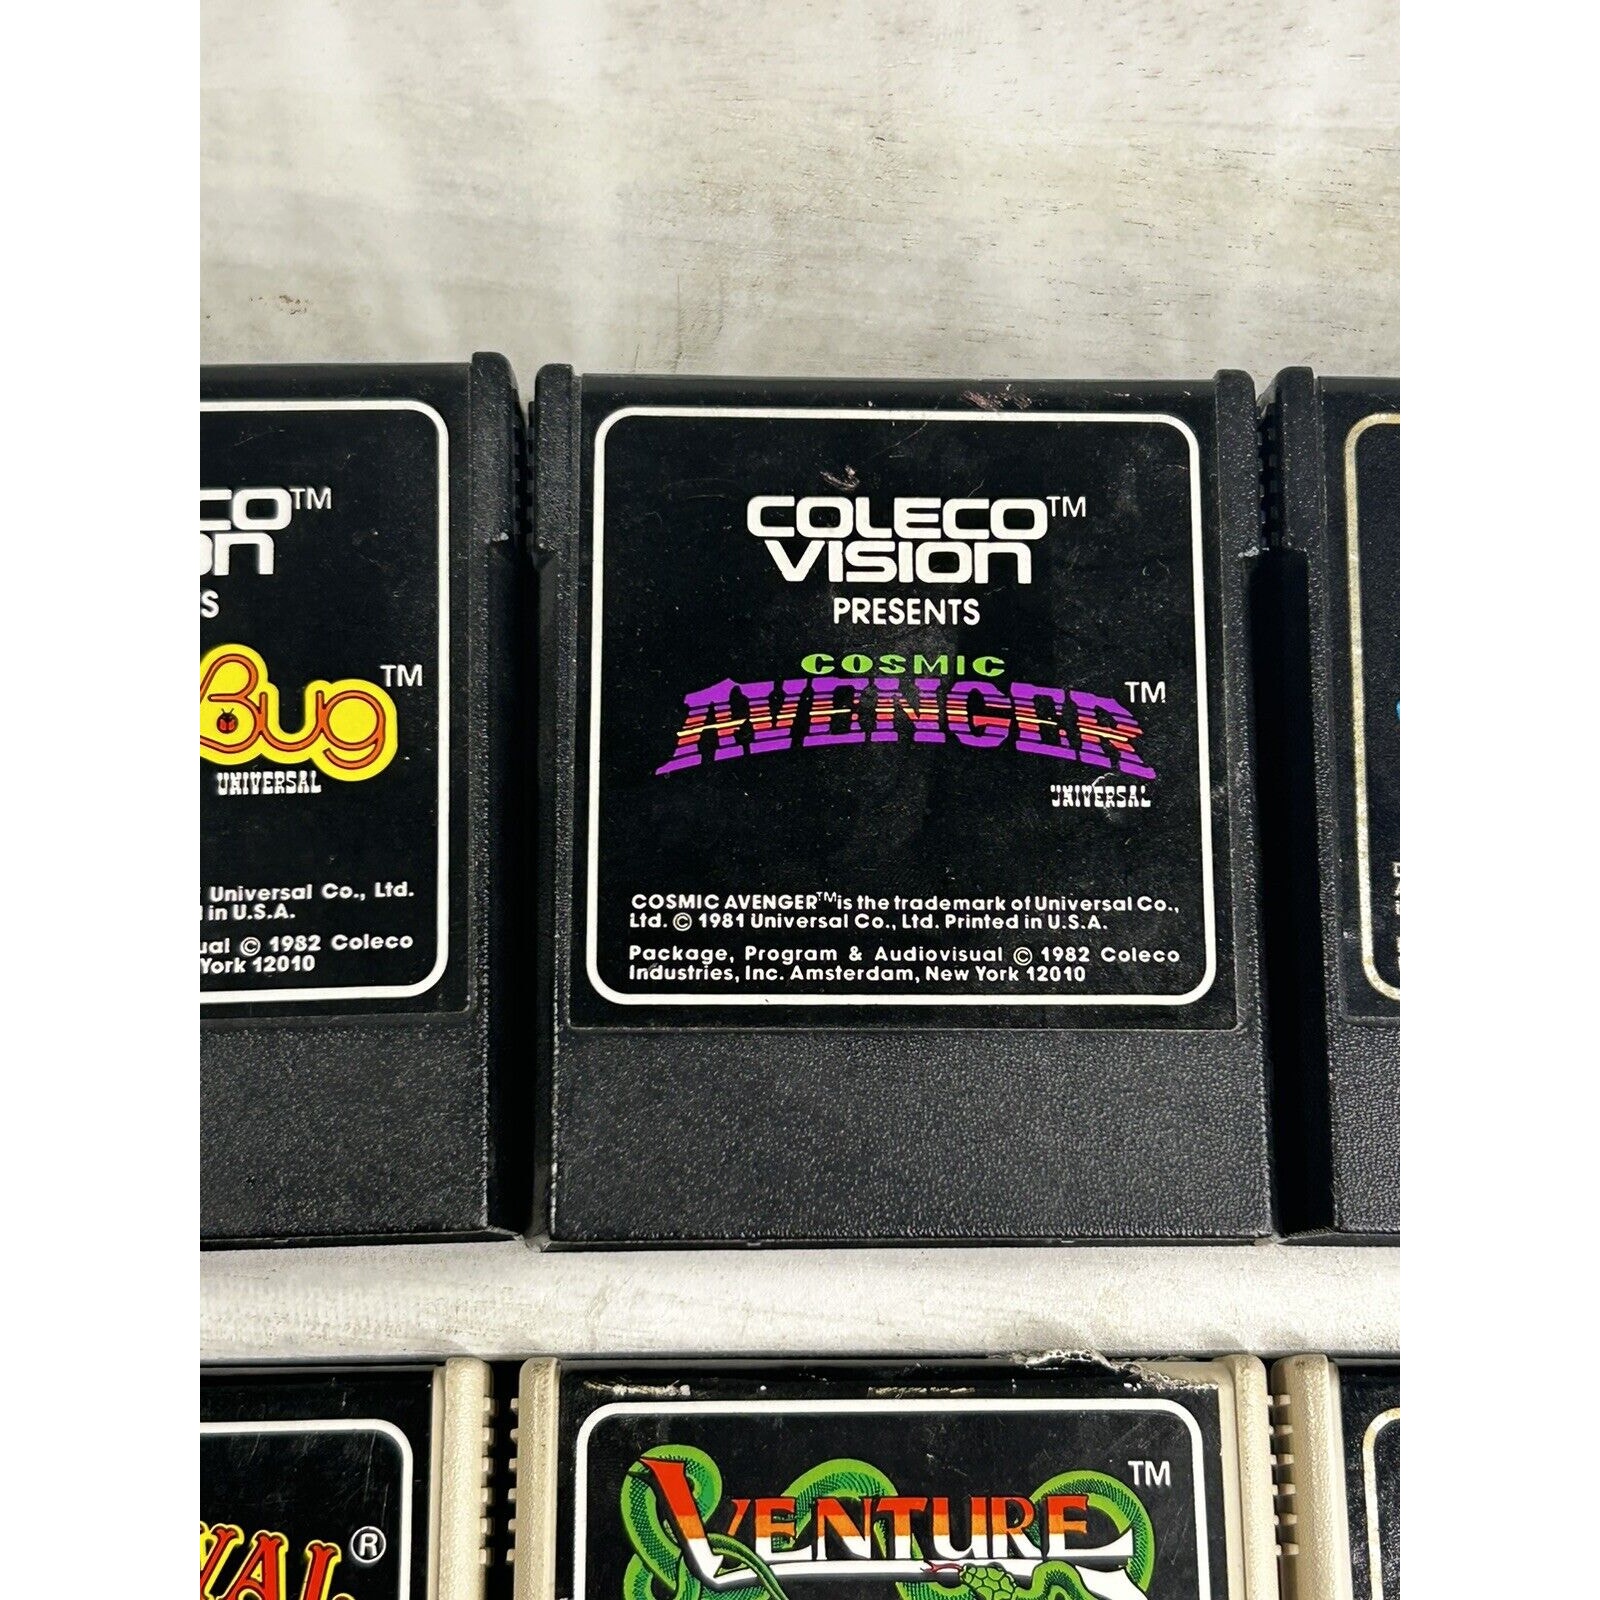 CO™
ON
S
Bug™
UNIVERSAL
Universal Co., Ltd.
in U.S.A.
ual © 1982 Coleco
York 12010
COLECO™
VISION
PRESENTS
COSMIC
AVENGER™
UNIVERSAL
COSMIC AVENGER™ is the trademark of Universal Co.,
Ltd. © 1981 Universal Co., Ltd. Printed in U.S.A.
Package, Program & Audiovisual © 1982 Coleco
Industries, Inc. Amsterdam, New York 12010
VAL®
VENTURE™